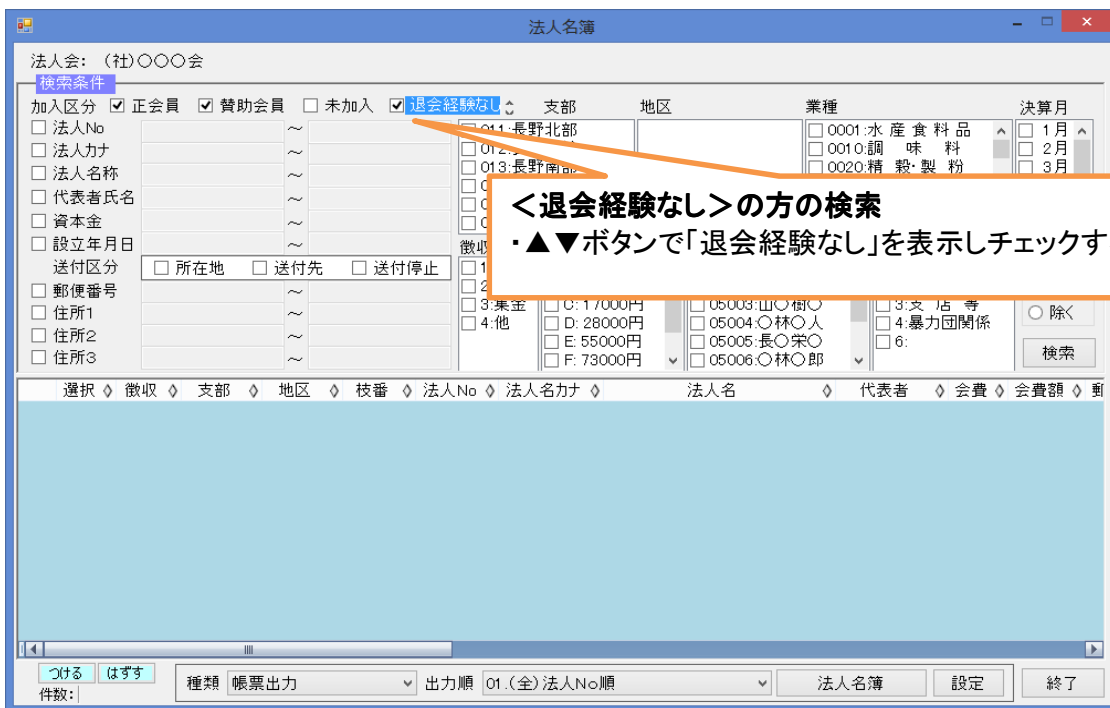 法人名簿
法人会: (社)○○○会
検索条件
加入区分 正会員 賛助会員 未加入 退会経験なし 支部 地区 業種 決算月
法人No ~ 011:長野北部 0001:水産食料品 1月
法人カナ ~ 0010:調味料 2月
法人名称 ~ 013:長野南部 0020:精穀・製粉 3月
代表者氏名 ~
資本金 ~
設立年月日 ~
<退会経験なし>の方の検索
・▲▼ボタンで「退会経験なし」を表示しチェックす
送付区分 所在地 送付先 送付停止
郵便番号 ~
住所1 ~ 3:集金 C: 17000円 05003:山○樹○ 3:支店等 除く
住所2 ~ 4:他 D: 28000円 05004:○林○人 4:暴力団関係
E: 55000円 05005:長○栄○ 6:
住所3 ~ F: 73000円 05006:○林○郎 検索
選択 徴収 支部 地区 枝番 法人No 法人名カナ 法人名 代表者 会費 会費額
つける はずす
件数:
種類 帳票出力 出力順 01.(全)法人No順 法人名簿 設定 終了